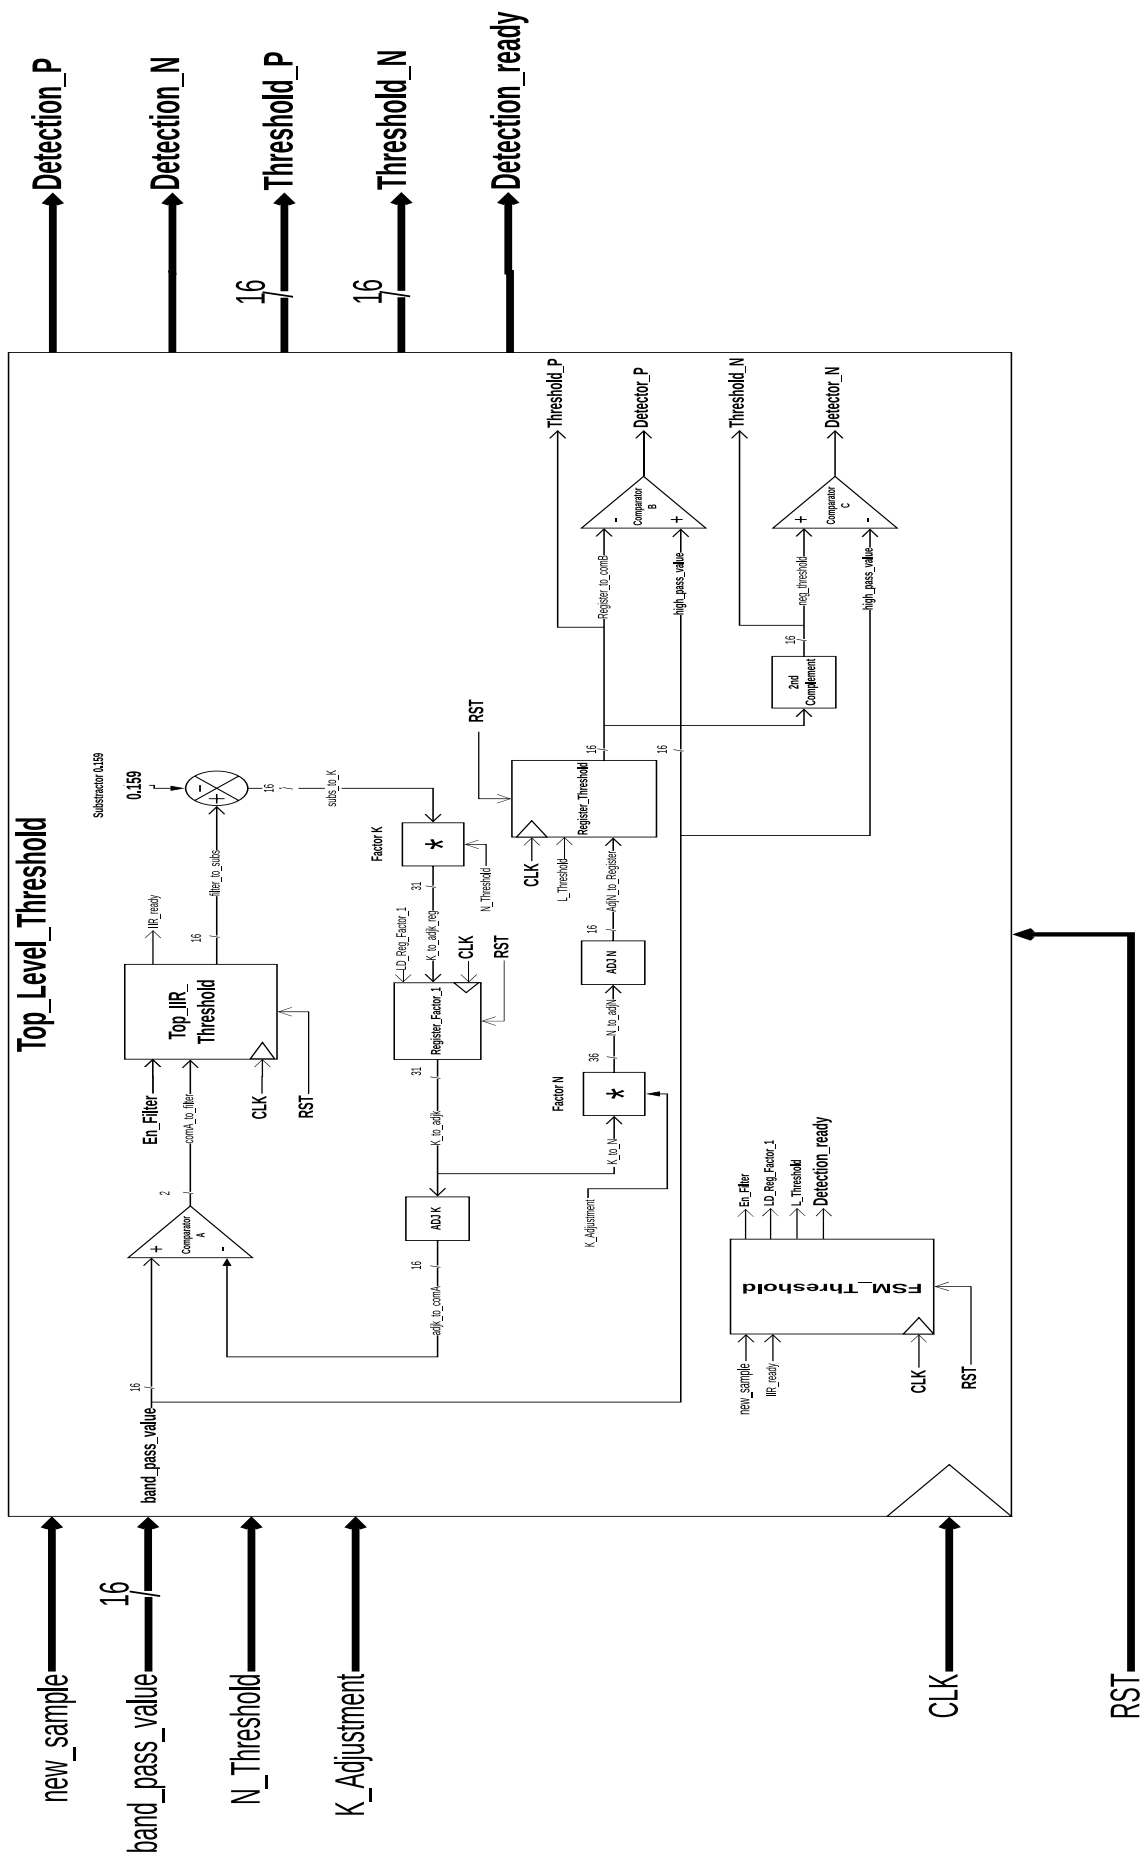 Top_Level_Threshold
new_sample
band_pass_value
16
N_Threshold
K_Adjustment
CLK
RST
Detection_P
Detection_N
Threshold_P
16
Threshold_N
16
Detection_ready
band_pass_value
16
+
-
Comparator
A
2
comA_to_filter
En_Filter
CLK
RST
Top_IIR_
Threshold
IIR_ready
16
filter_to_subs
Substractor 0.159
0.159
-
+
16
subs_to_K
Factor K
*
N_Threshold
31
K_to_adjk_reg
LD_Reg_Factor_1
CLK
RST
Register_Factor_1
31
K_to_adjk
ADJ K
16
adjk_to_comA
K_to_N
K_Adjustment
Factor N
*
36
N_to_adjN
ADJ N
16
AdjN_to_Register
CLK
L_Threshold
RST
Register_Threshold
16
16
Register_to_comB
high_pass_value
-
+
Comparator
B
Threshold_P
Detector_P
2nd
Complement
16
neg_threshold
high_pass_value
+
-
Comparator
C
Threshold_N
Detector_N
new_sample
IIR_ready
CLK
RST
FSM_Threshold
En_Filter
LD_Reg_Factor_1
L_Threshold
Detection_ready